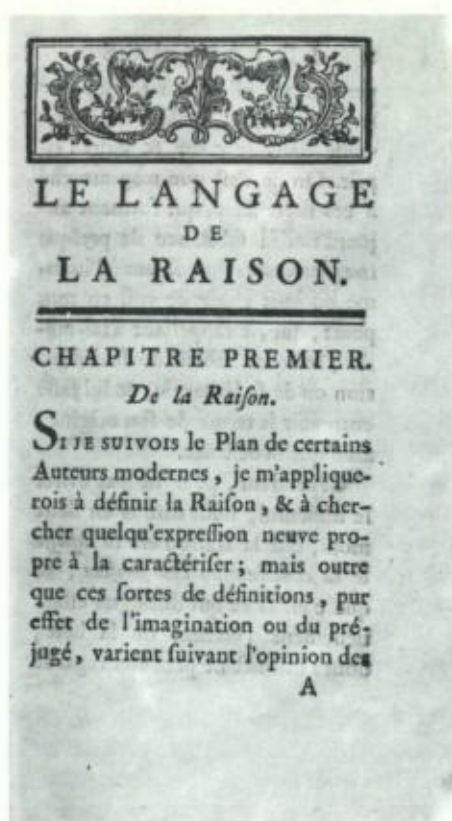 LE LANGAGE
DE
LA RAISON.
CHAPITRE PREMIER.
De la Raiſon.
SI JE SUIVOIS le Plan de certains
Auteurs modernes, je m'applique-
rois à définir la Raiſon, & à cher-
cher quelqu'expreſſion neuve pro-
pre à la caractériſer; mais outre
que ces ſortes de définitions, pur
effet de l'imagination ou du pré-
jugé, varient ſuivant l'opinion des
A